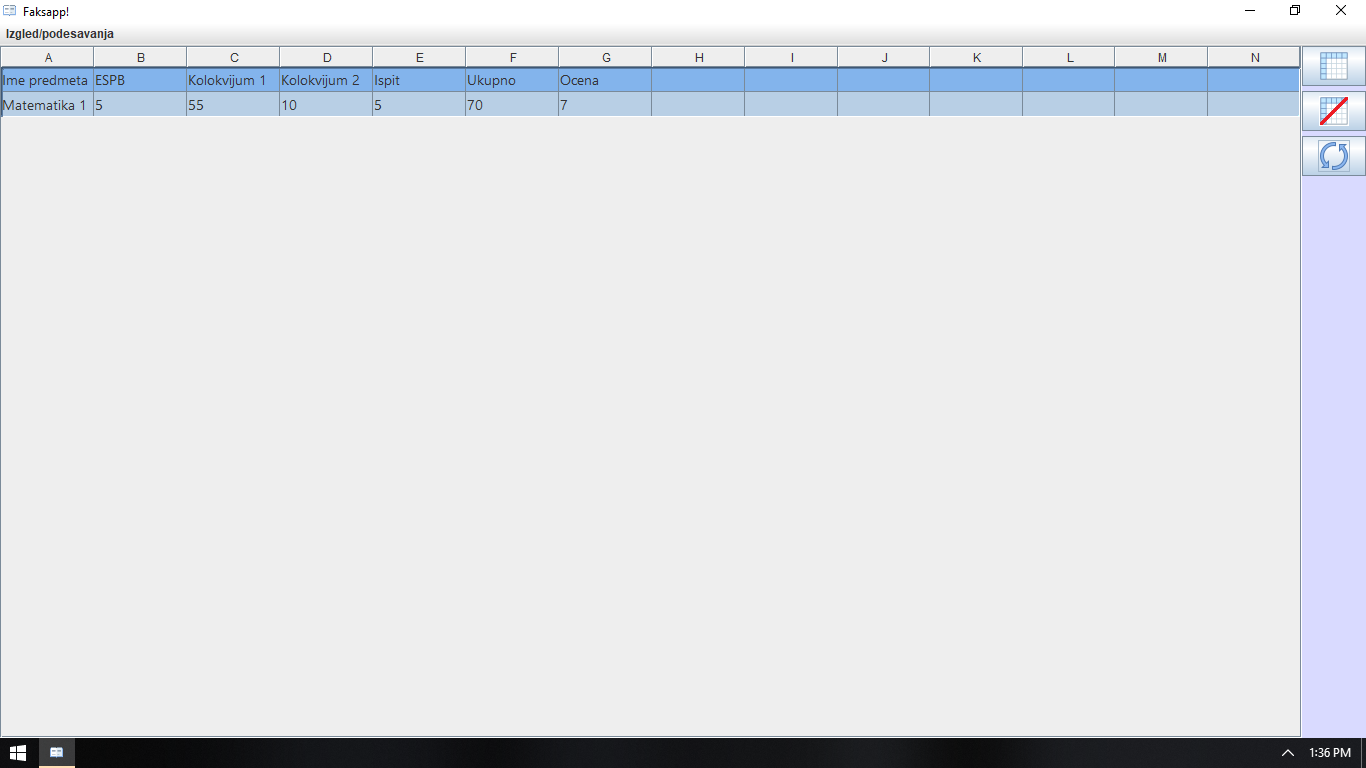 Faksapp!
Izgled/podesavanja
A B C D E F G H I J K L M N
Ime predmeta ESPB Kolokvijum 1 Kolokvijum 2 Ispit Ukupno Ocena
Matematika 1 5 55 10 5 70 7
1:36 PM